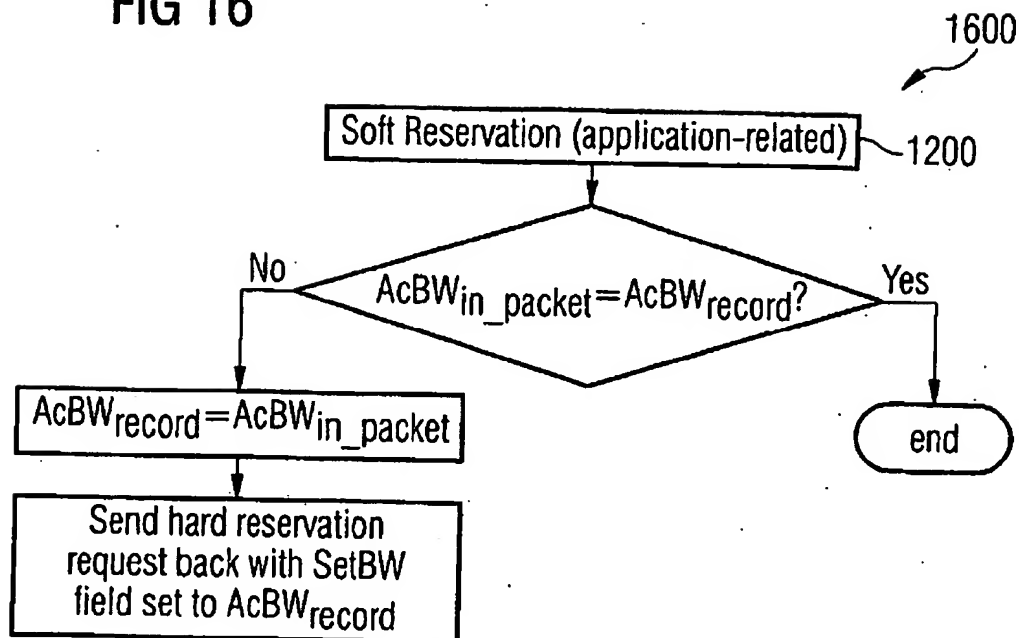 FIG 16
1600
Soft Reservation (application-related)
1200
No
AcBWin_packet=AcBWrecord?
Yes
AcBWrecord=AcBWin_packet
end
Send hard reservation
request back with SetBW
field set to AcBWrecord